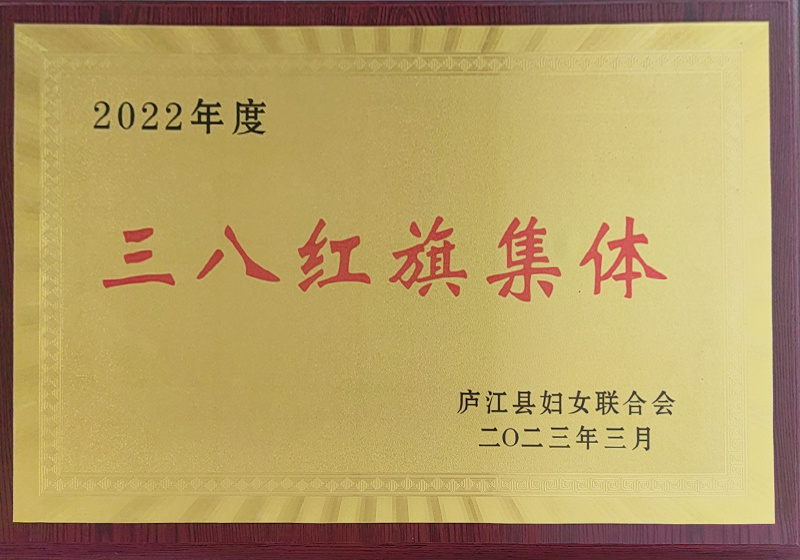 2022年度
三八红旗集体
庐江县妇女联合会
二〇二三年三月